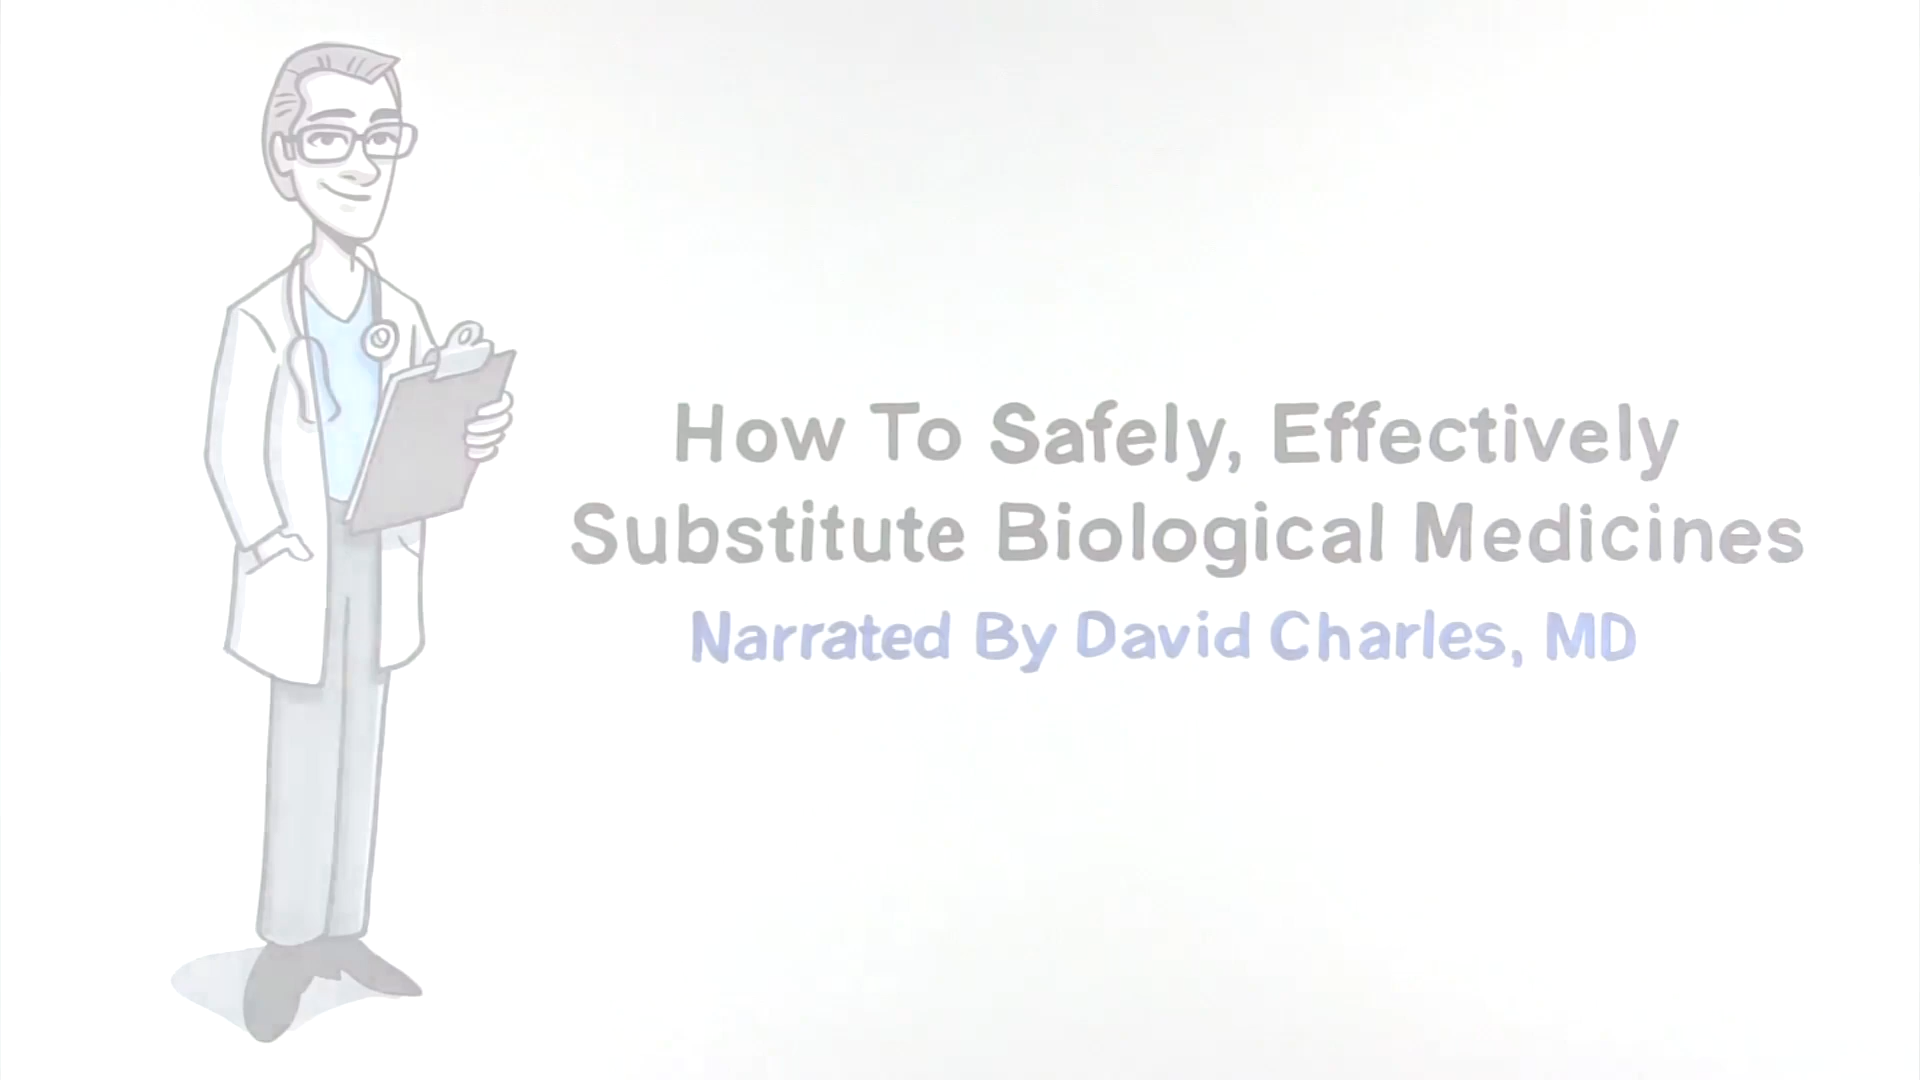 How To Safely, Effectively
Substitute Biological Medicines
Narrated By David Charles, MD